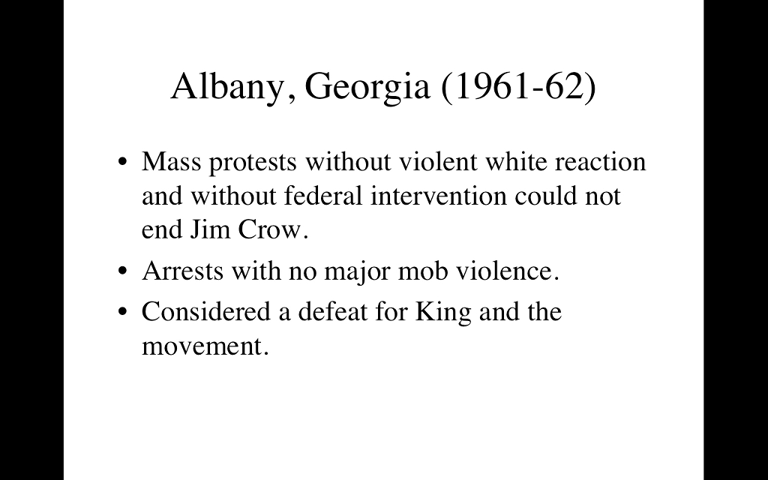 Albany, Georgia (1961-62)
• Mass protests without violent white reaction
and without federal intervention could not
end Jim Crow.
• Arrests with no major mob violence.
• Considered a defeat for King and the
movement.